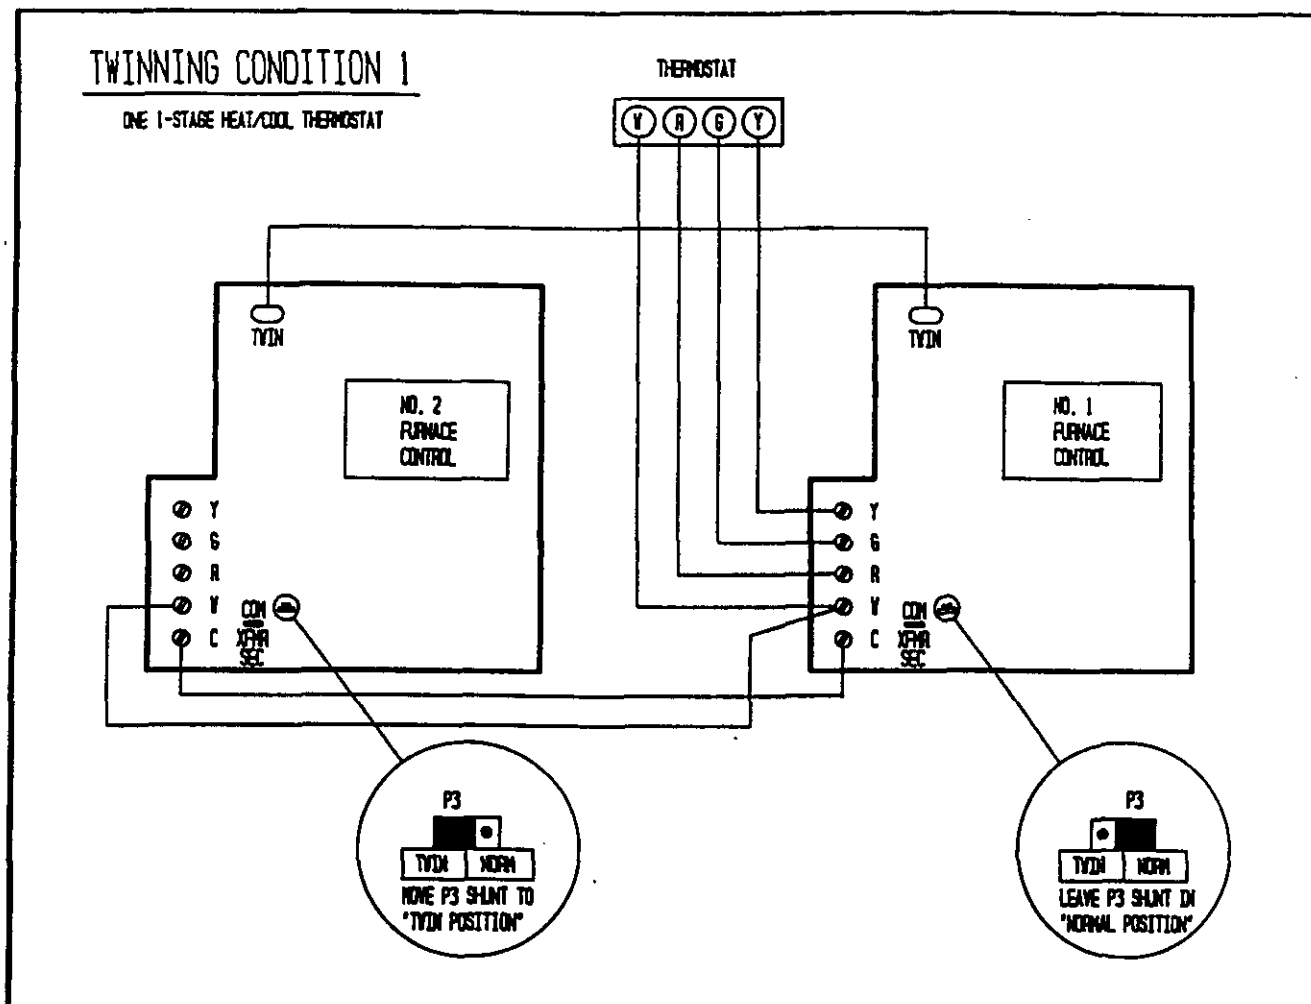 TWINNING CONDITION 1
ONE 1-STAGE HEAT/COOL THERMOSTAT
THERMOSTAT
W R G Y
TWIN
TWIN
NO. 2
FURNACE
CONTROL
NO. 1
FURNACE
CONTROL
Y
G
R
W
C
COM
XFMR
SEC
Y
G
R
W
C
COM
XFMR
SEC
P3
TWIN NORM
MOVE P3 SHUNT TO
"TWIN POSITION"
P3
TWIN NORM
LEAVE P3 SHUNT IN
"NORMAL POSITION"